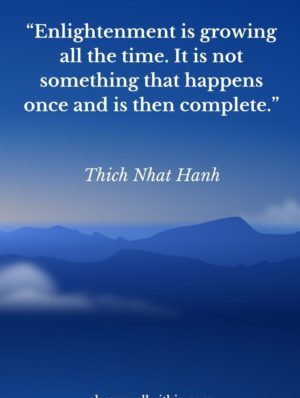 “Enlightenment is growing
all the time. It is not
something that happens
once and is then complete.”
Thich Nhat Hanh